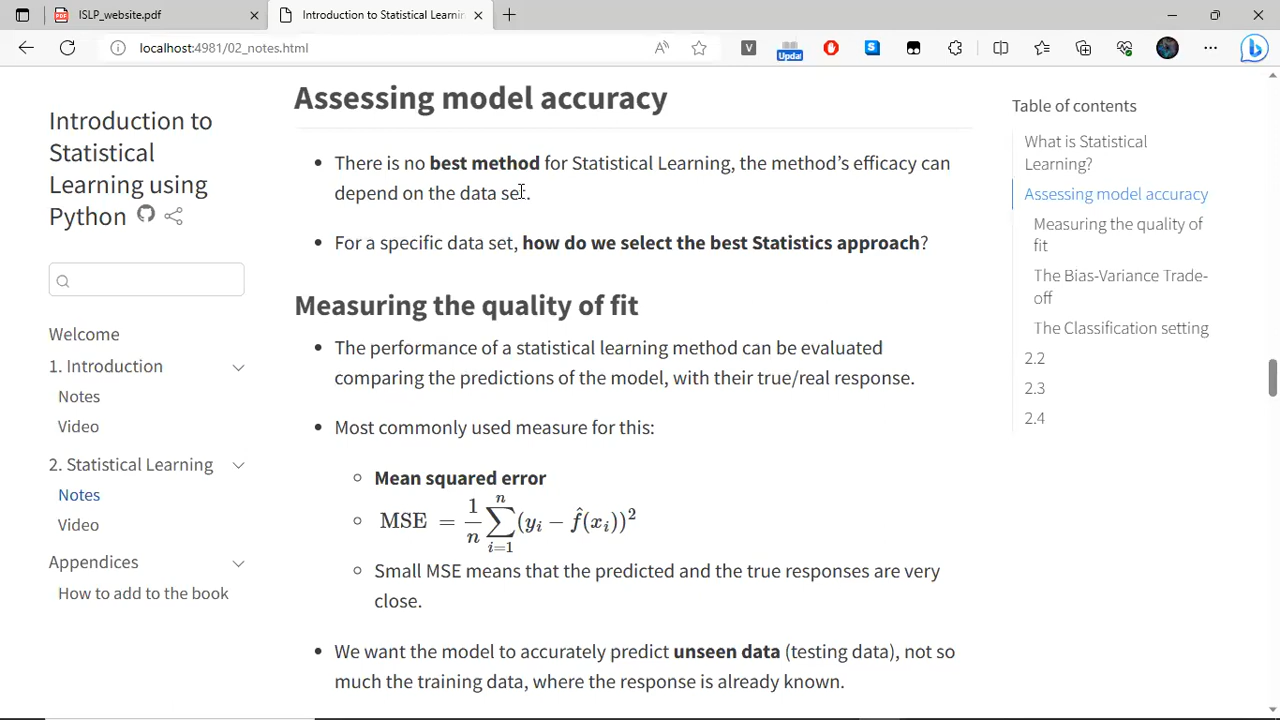 ISLP_website.pdf
Introduction to Statistical Learnin
localhost:4981/02_notes.html
Upda
Introduction to
Statistical
Learning using
Python
Welcome
1. Introduction
Notes
Video
2. Statistical Learning
Notes
Video
Appendices
How to add to the book
Assessing model accuracy
• There is no best method for Statistical Learning, the method's efficacy can
depend on the data set.
• For a specific data set, how do we select the best Statistics approach?
Measuring the quality of fit
• The performance of a statistical learning method can be evaluated
comparing the predictions of the model, with their true/real response.
• Most commonly used measure for this:
◦ Mean squared error
◦ MSE = \frac{1}{n} \sum_{i=1}^{n} (y_i − \hat{f}(x_i))^2
◦ Small MSE means that the predicted and the true responses are very
close.
• We want the model to accurately predict unseen data (testing data), not so
much the training data, where the response is already known.
Table of contents
What is Statistical
Learning?
Assessing model accuracy
Measuring the quality of
fit
The Bias-Variance Trade-
off
The Classification setting
2.2
2.3
2.4